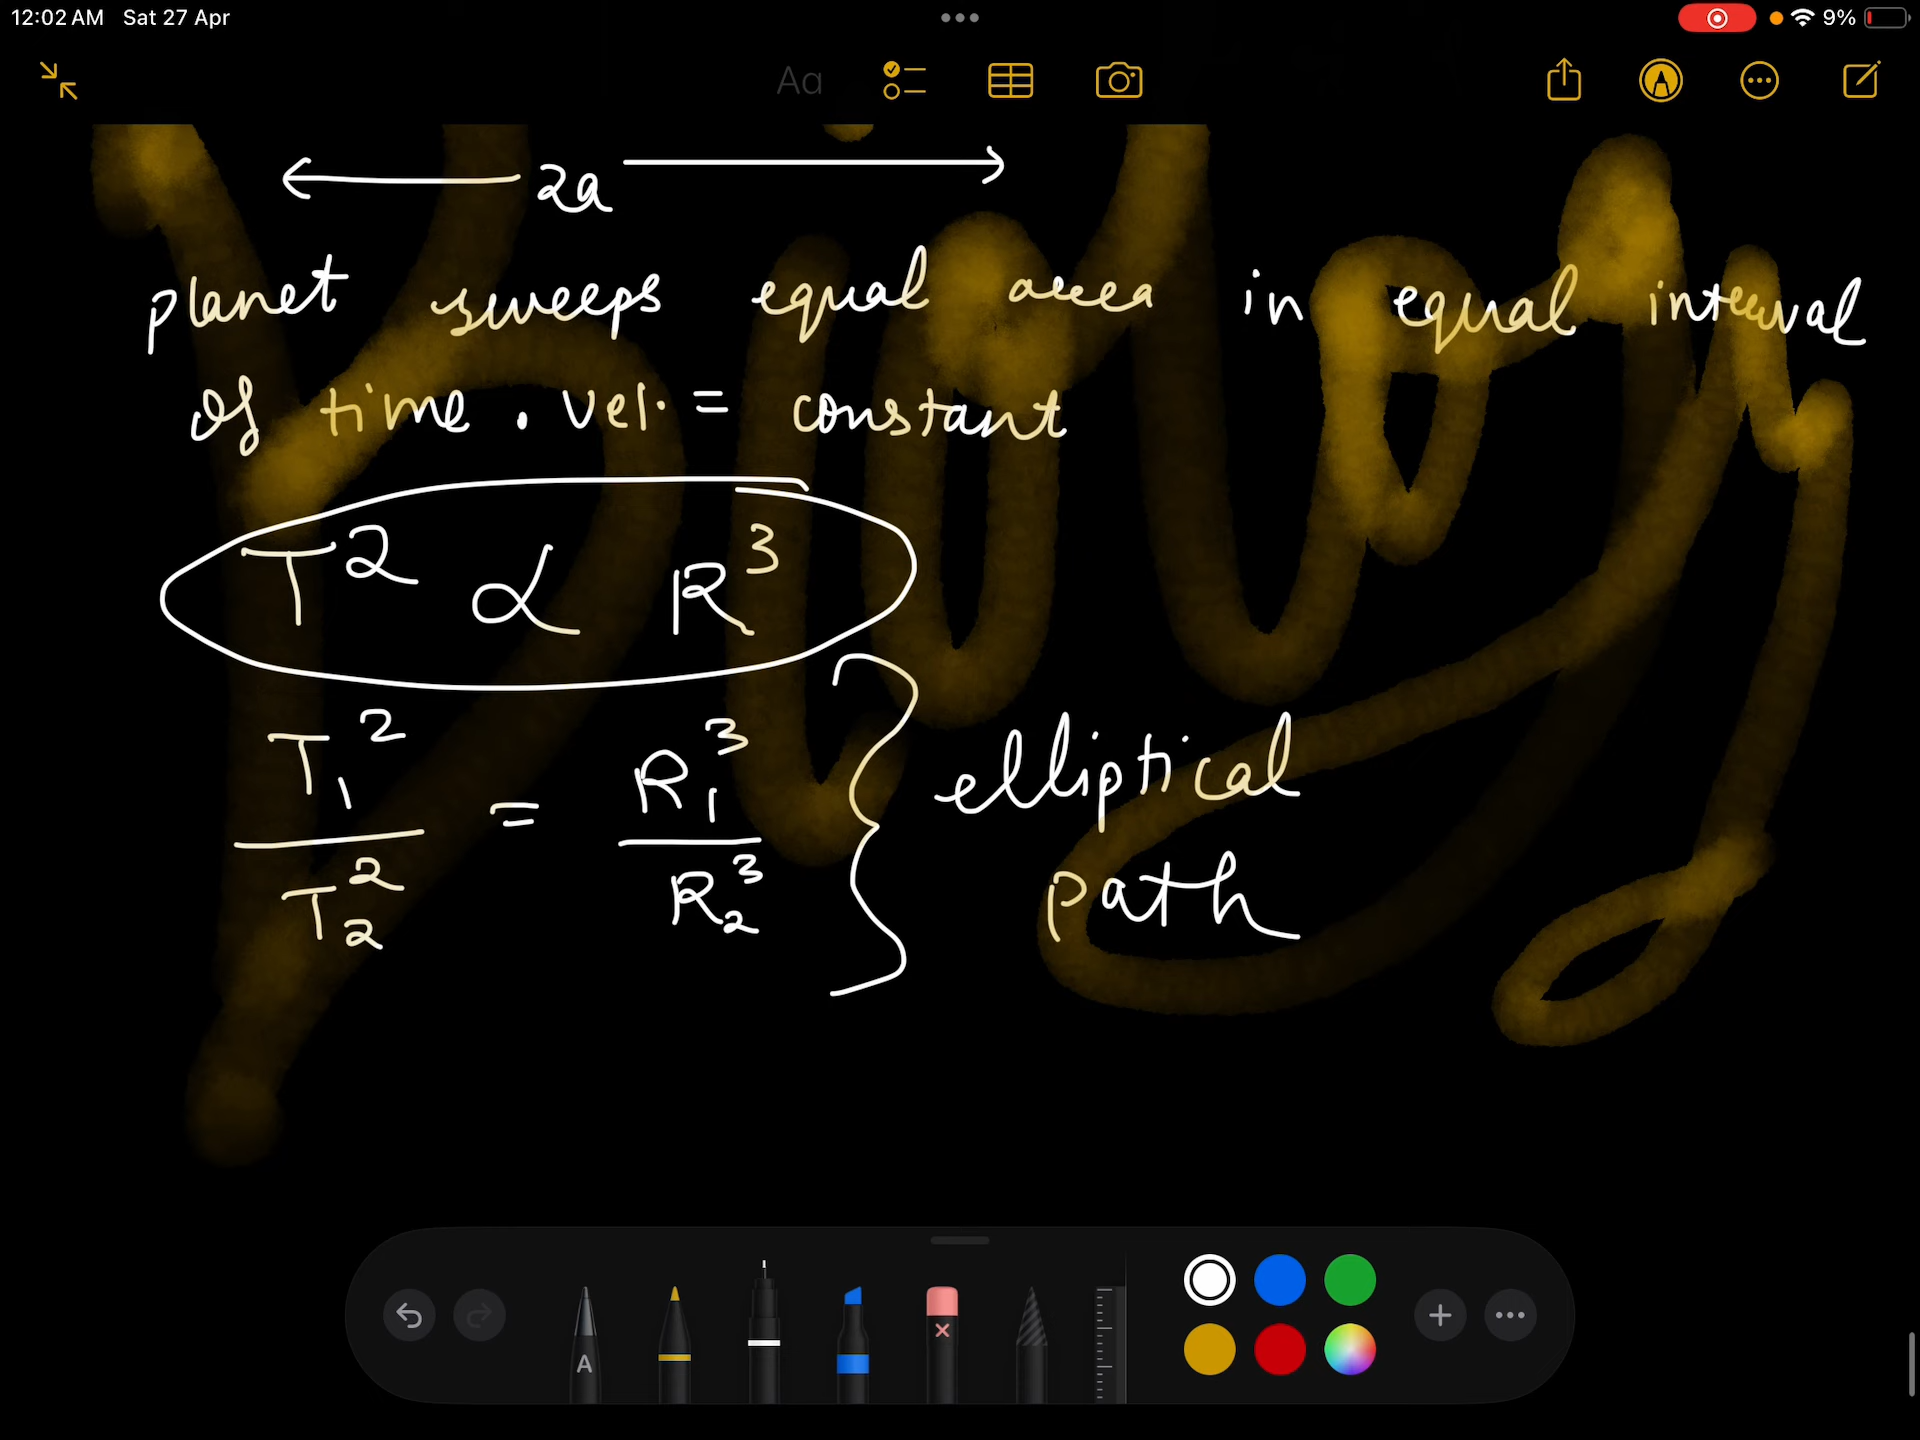 12:02 AM Sat 27 Apr
9%
Aa
2a
planet sweeps equal area in equal interval
of time . vel. = constant
T² ∝ R³
T₁² / T₂² = R₁³ / R₂³ } elliptical
path
A